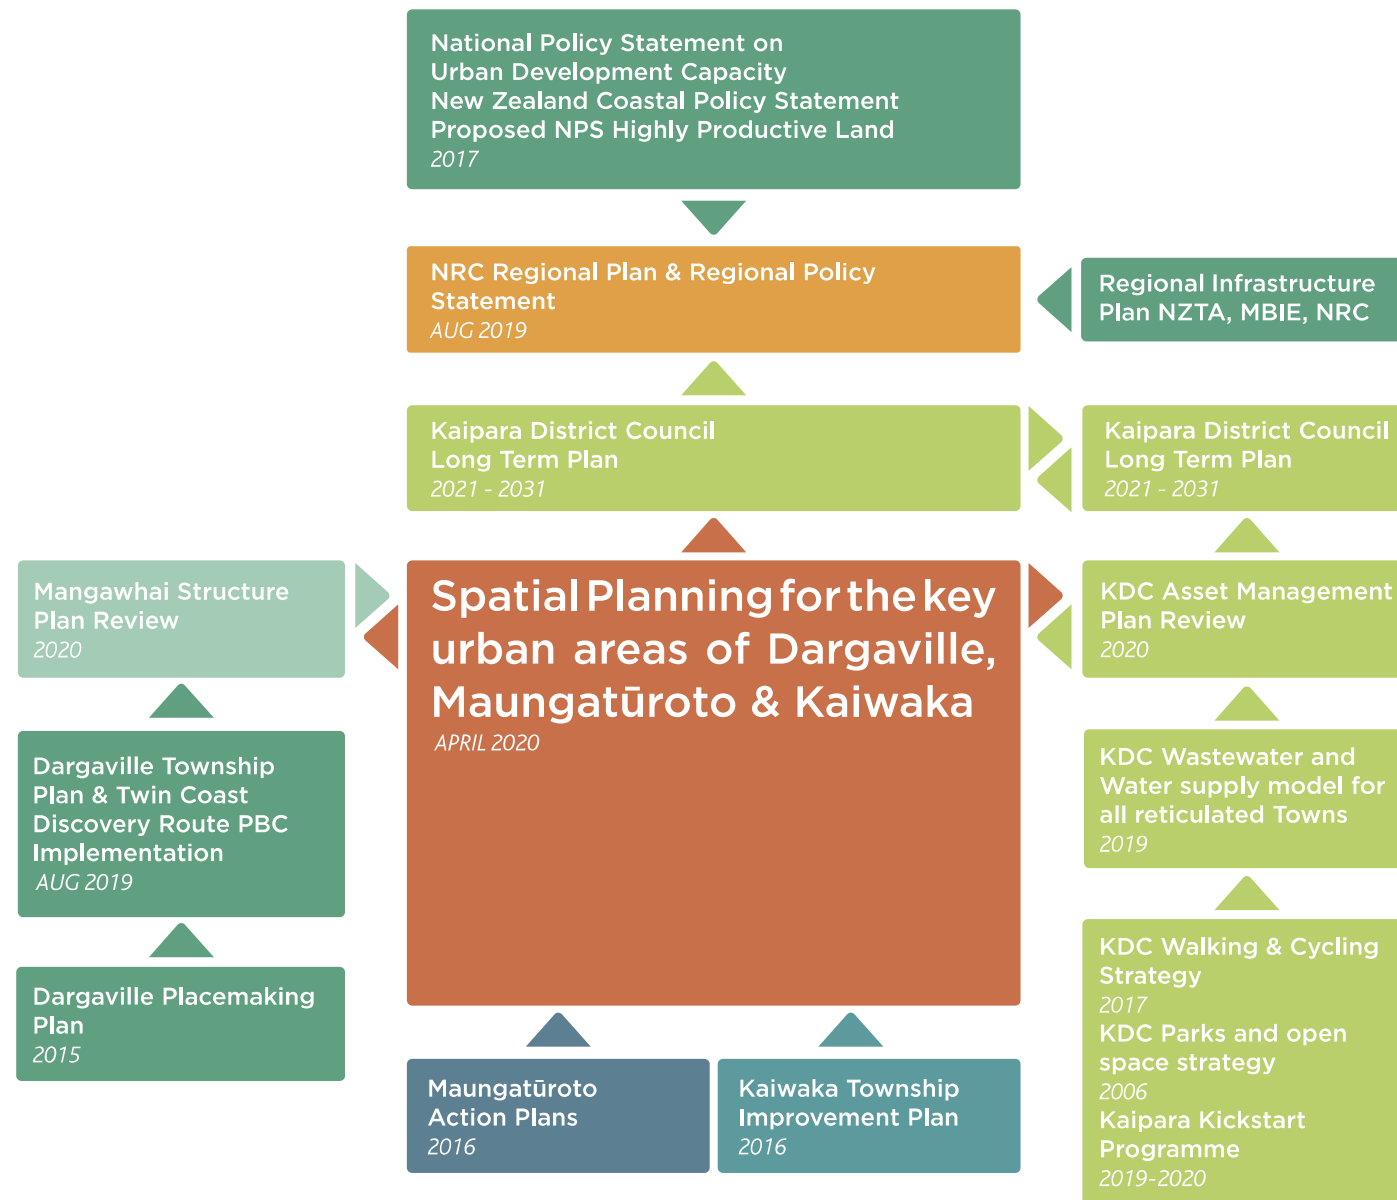 National Policy Statement on
Urban Development Capacity
New Zealand Coastal Policy Statement
Proposed NPS Highly Productive Land
2017
NRC Regional Plan & Regional Policy
Statement
AUG 2019
Regional Infrastructure
Plan NZTA, MBIE, NRC
Kaipara District Council
Long Term Plan
2021 - 2031
Kaipara District Council
Long Term Plan
2021 - 2031
Mangawhai Structure
Plan Review
2020
Spatial Planning for the key
urban areas of Dargaville,
Maungatūroto & Kaiwaka
APRIL 2020
KDC Asset Management
Plan Review
2020
Dargaville Township
Plan & Twin Coast
Discovery Route PBC
Implementation
AUG 2019
KDC Wastewater and
Water supply model for
all reticulated Towns
2019
Dargaville Placemaking
Plan
2015
Maungatūroto
Action Plans
2016
Kaiwaka Township
Improvement Plan
2016
KDC Walking & Cycling
Strategy
2017
KDC Parks and open
space strategy
2006
Kaipara Kickstart
Programme
2019-2020